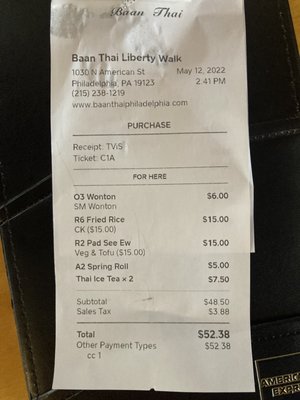 Baan Thai
Baan Thai Liberty Walk
1030 N American St May 12, 2022
Philadelphia, PA 19123 2:41 PM
(215) 238-1219
www.baanthaiphiladelphia.com
PURCHASE
Receipt: TViS
Ticket: C1A
FOR HERE
O3 Wonton $6.00
SM Wonton
R6 Fried Rice $15.00
CK ($15.00)
R2 Pad See Ew $15.00
Veg & Tofu ($15.00)
A2 Spring Roll $5.00
Thai Ice Tea × 2 $7.50
Subtotal $48.50
Sales Tax $3.88
Total $52.38
Other Payment Types $52.38
cc 1
AMERIC
EXPR